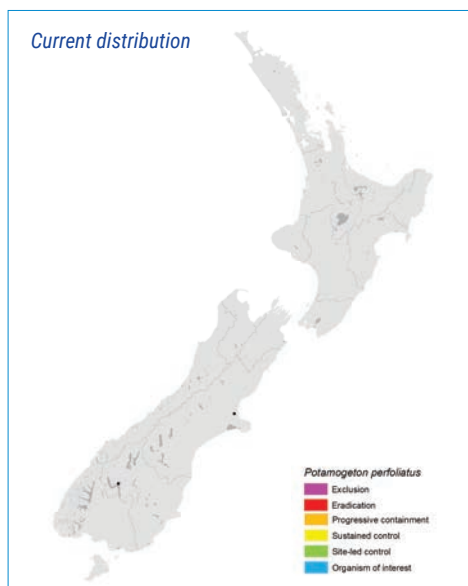 Current distribution
Potamogeton perfoliatus
Exclusion
Eradication
Progressive containment
Sustained control
Site-led control
Organism of interest